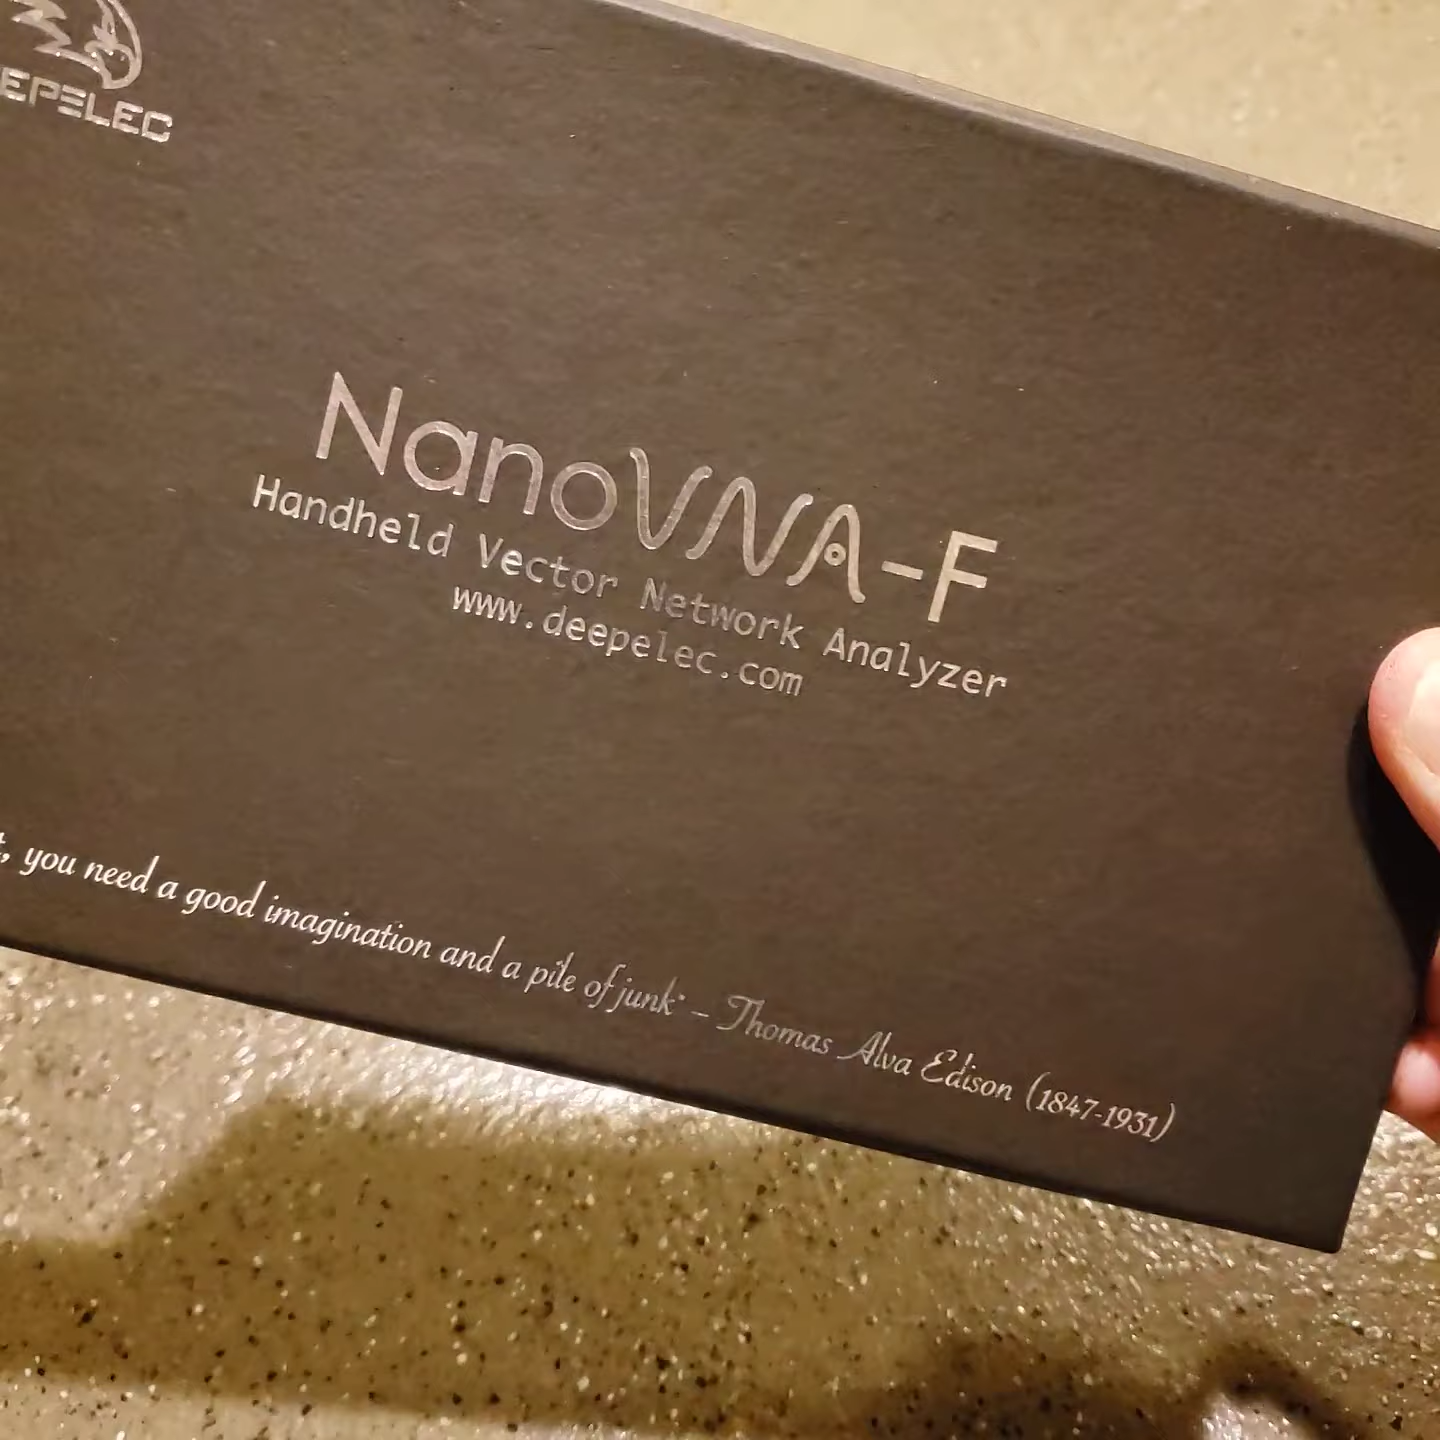 EPELEC
NanoVNA-F
Handheld Vector Network Analyzer
www.deepelec.com
, you need a good imagination and a pile of junk" – Thomas Alva Edison (1847-1931)